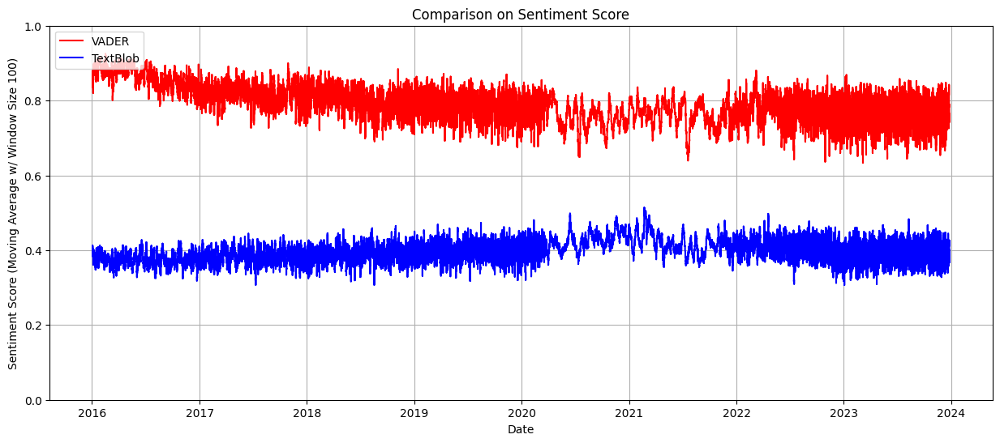 Comparison on Sentiment Score
VADER
TextBlob
Sentiment Score (Moving Average w/ Window Size 100)
1.0
0.8
0.6
0.4
0.2
0.0
2016 2017 2018 2019 2020 2021 2022 2023 2024
Date